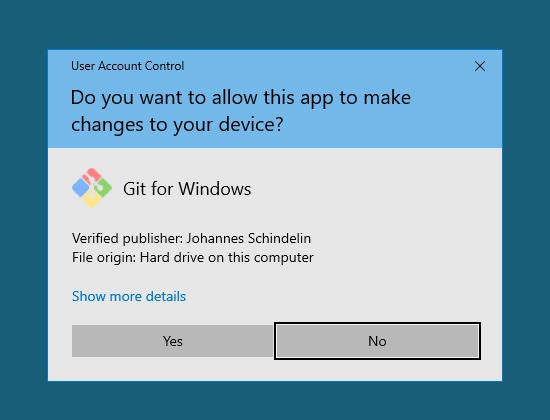 User Account Control
Do you want to allow this app to make
changes to your device?
Git for Windows
Verified publisher: Johannes Schindelin
File origin: Hard drive on this computer
Show more details
Yes
No